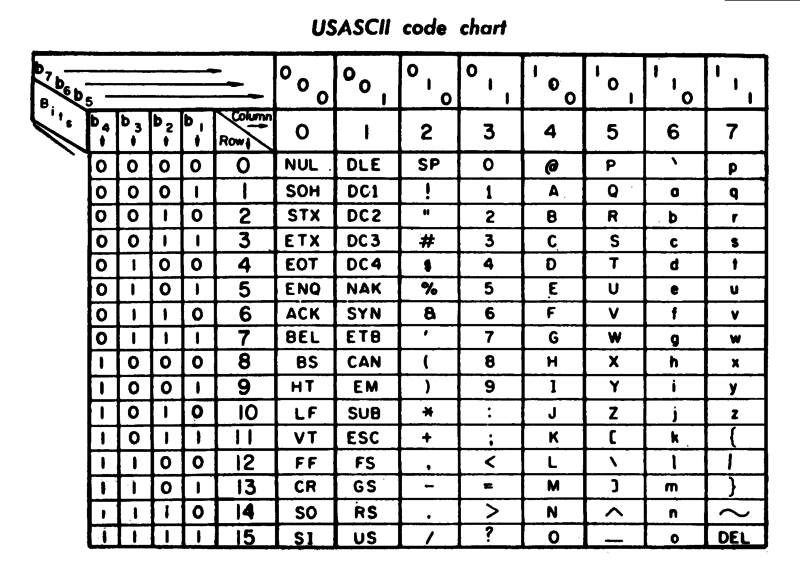 USASCII code chart
b7 b6 b5
Bits
0 0 0 0 0 1 0 1 0 0 1 1 1 0 0 1 0 1 1 1 0 1 1 1
b4 b3 b2 b1 Column Row 0 1 2 3 4 5 6 7
0 0 0 0 0 NUL DLE SP 0 @ P ` p
0 0 0 1 1 SOH DC1 ! 1 A Q a q
0 0 1 0 2 STX DC2 " 2 B R b r
0 0 1 1 3 ETX DC3 # 3 C S c s
0 1 0 0 4 EOT DC4 $ 4 D T d t
0 1 0 1 5 ENQ NAK % 5 E U e u
0 1 1 0 6 ACK SYN & 6 F V f v
0 1 1 1 7 BEL ETB ' 7 G W g w
1 0 0 0 8 BS CAN ( 8 H X h x
1 0 0 1 9 HT EM ) 9 I Y i y
1 0 1 0 10 LF SUB * : J Z j z
1 0 1 1 11 VT ESC + ; K [ k {
1 1 0 0 12 FF FS , < L \ l |
1 1 0 1 13 CR GS - = M ] m }
1 1 1 0 14 SO RS . > N ^ n ~
1 1 1 1 15 SI US / ? O _ o DEL